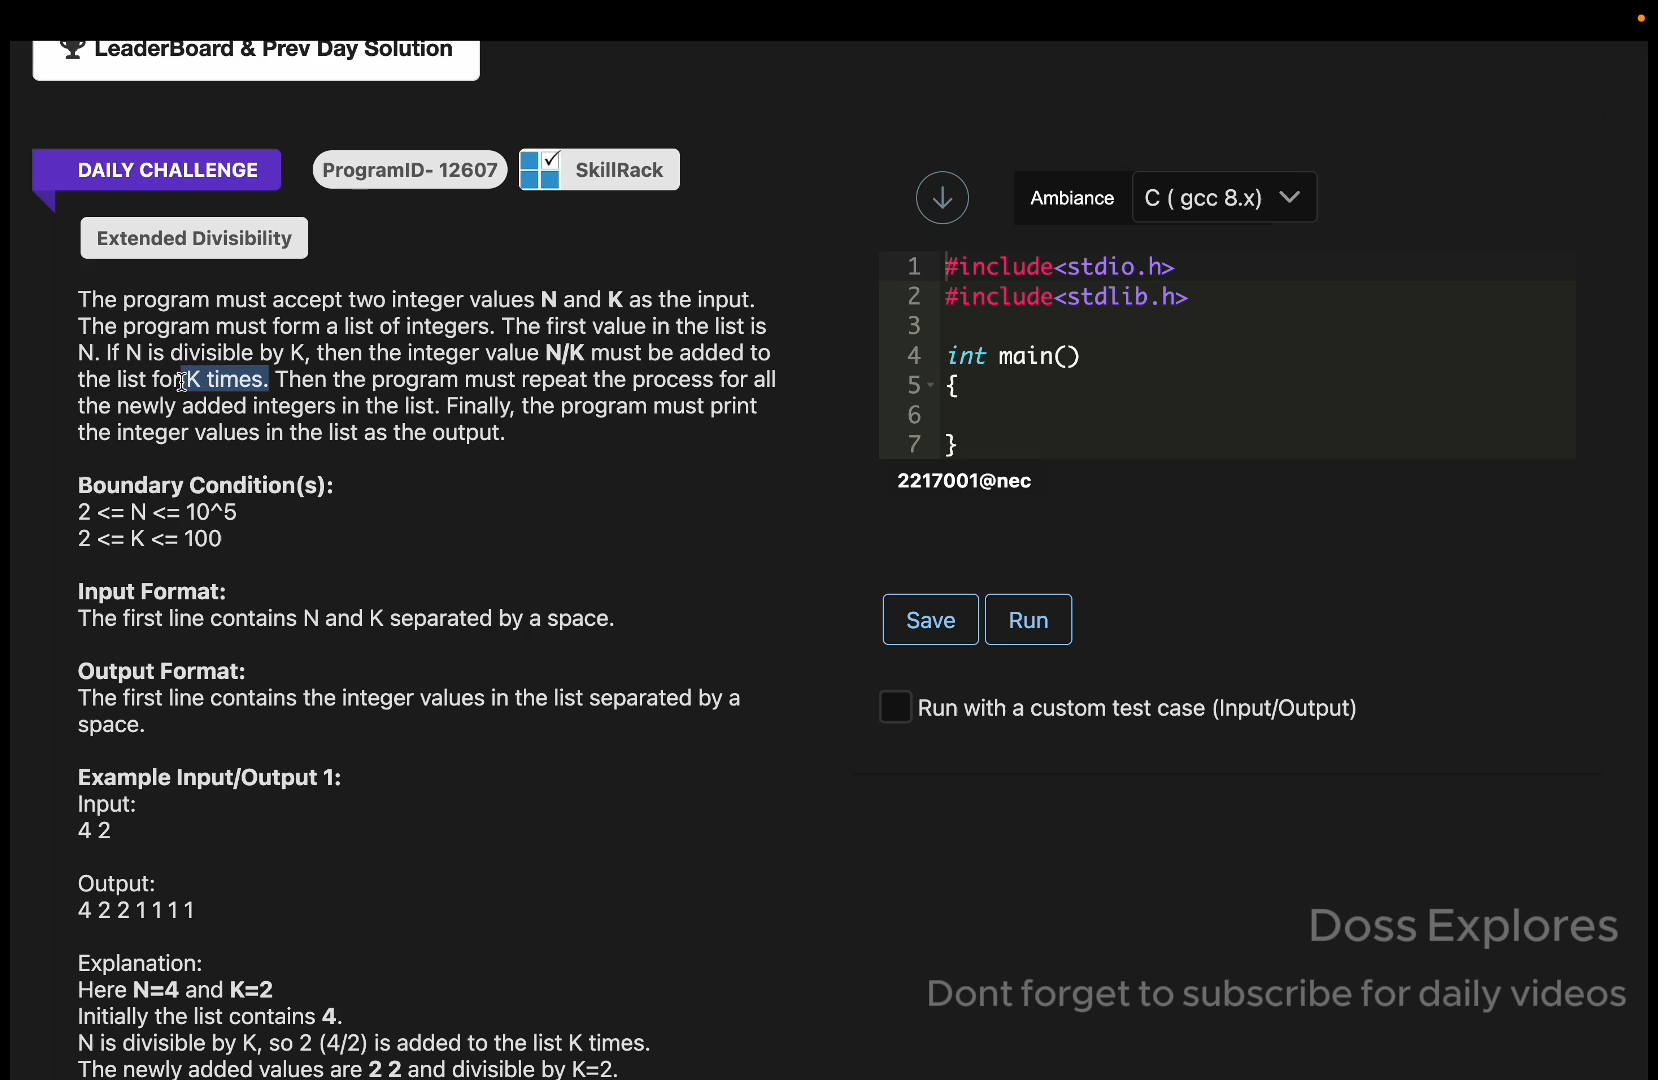 LeaderBoard & Prev Day Solution
DAILY CHALLENGE
ProgramID- 12607
SkillRack
Extended Divisibility
The program must accept two integer values N and K as the input.
The program must form a list of integers. The first value in the list is
N. If N is divisible by K, then the integer value N/K must be added to
the list for K times. Then the program must repeat the process for all
the newly added integers in the list. Finally, the program must print
the integer values in the list as the output.
Boundary Condition(s):
2 <= N <= 10^5
2 <= K <= 100
Input Format:
The first line contains N and K separated by a space.
Output Format:
The first line contains the integer values in the list separated by a
space.
Example Input/Output 1:
Input:
4 2
Output:
4 2 2 1 1 1 1
Explanation:
Here N=4 and K=2
Initially the list contains 4.
N is divisible by K, so 2 (4/2) is added to the list K times.
The newly added values are 2 2 and divisible by K=2.
Ambiance
C ( gcc 8.x)
1 #include<stdio.h>
2 #include<stdlib.h>
3
4 int main()
5 {
6
7 }
2217001@nec
Save
Run
Run with a custom test case (Input/Output)
Doss Explores
Dont forget to subscribe for daily videos